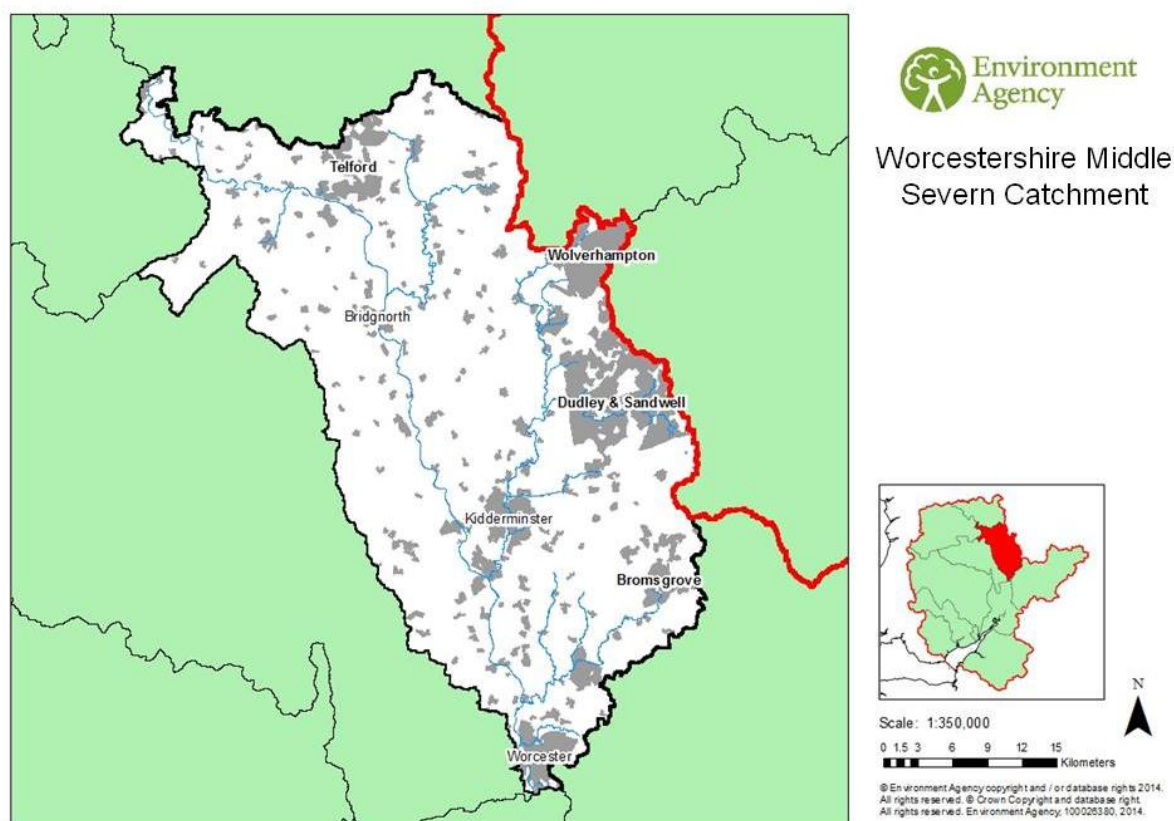 Environment
Agency
Worcestershire Middle
Severn Catchment
Telford
Wolverhampton
Bridgnorth
Dudley & Sandwell
Kidderminster
Bromsgrove
Worcester
N
Scale: 1:350,000
0 1.5 3 6 9 12 15
Kilometers
© Environment Agency copyright and / or database rights 2014.
All rights reserved. © Crown Copyright and database right.
All rights reserved. Environment Agency, 100026380, 2014.